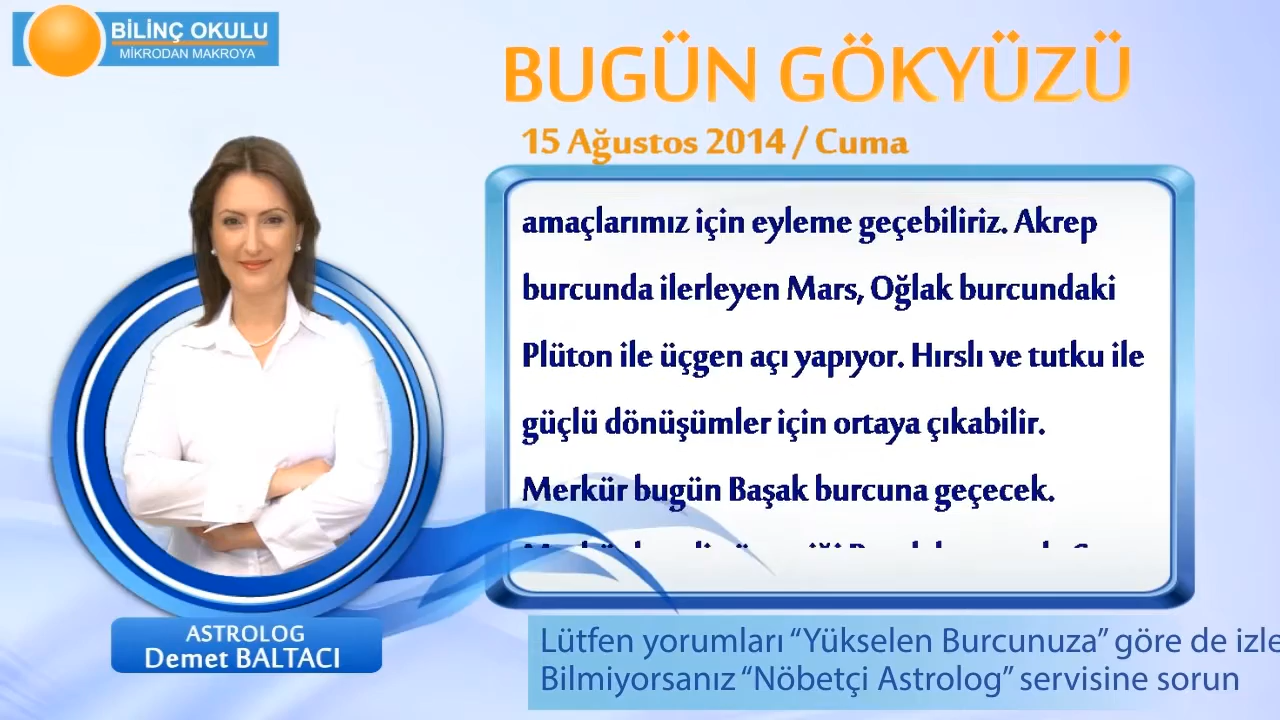 BİLİNÇ OKULU
MİKRODAN MAKROYA
BUGÜN GÖKYÜZÜ
15 Ağustos 2014 / Cuma
amaçlarımız için eyleme geçebiliriz. Akrep
burcunda ilerleyen Mars, Oğlak burcundaki
Plüton ile üçgen açı yapıyor. Hırslı ve tutku ile
güçlü dönüşümler için ortaya çıkabilir.
Merkür bugün Başak burcuna geçecek.
ASTROLOG
Demet BALTACI
Lütfen yorumları “Yükselen Burcunuza” göre de izle
Bilmiyorsanız “Nöbetçi Astrolog” servisine sorun